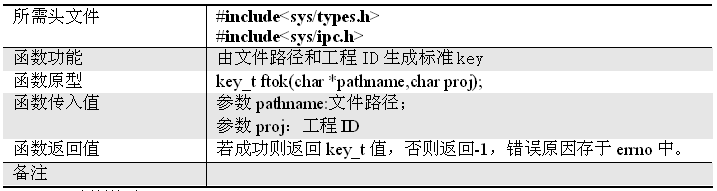 所需头文件 #include<sys/types.h>
#include<sys/ipc.h>
函数功能 由文件路径和工程 ID 生成标准key
函数原型 key_t ftok(char *pathname,char proj);
函数传入值 参数 pathname:文件路径；
参数 proj：工程 ID
函数返回值 若成功则返回 key_t 值，否则返回-1，错误原因存于 errno 中。
备注